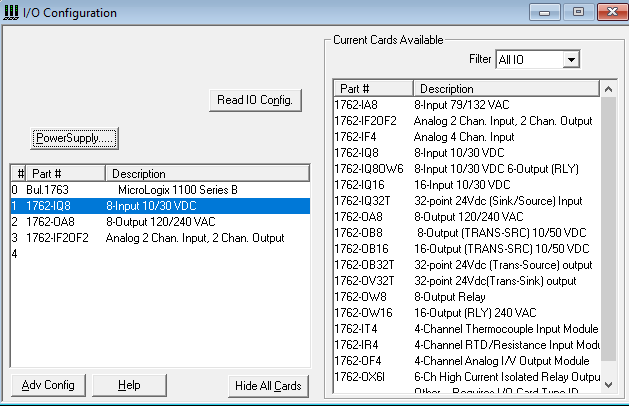 I/O Configuration
Read IO Config.
PowerSupply.....
# Part # Description
0 Bul.1763 MicroLogix 1100 Series B
1 1762-IQ8 8-Input 10/30 VDC
2 1762-OA8 8-Output 120/240 VAC
3 1762-IF2OF2 Analog 2 Chan. Input, 2 Chan. Output
4
Adv Config Help Hide All Cards
Current Cards Available
Filter All IO
Part # Description
1762-IA8 8-Input 79/132 VAC
1762-IF2OF2 Analog 2 Chan. Input, 2 Chan. Output
1762-IF4 Analog 4 Chan. Input
1762-IQ8 8-Input 10/30 VDC
1762-IQ8OW6 8-Input 10/30 VDC 6-Output (RLY)
1762-IQ16 16-Input 10/30 VDC
1762-IQ32T 32-point 24Vdc (Sink/Source) Input
1762-OA8 8-Output 120/240 VAC
1762-OB8 8-Output (TRANS-SRC) 10/50 VDC
1762-OB16 16-Output (TRANS-SRC) 10/50 VDC
1762-OB32T 32-point 24Vdc (Trans-Source) output
1762-OV32T 32-point 24Vdc(Trans-Sink) output
1762-OW8 8-Output Relay
1762-OW16 16-Output (RLY) 240 VAC
1762-IT4 4-Channel Thermocouple Input Module
1762-IR4 4-Channel RTD/Resistance Input Module
1762-OF4 4-Channel Analog I/V Output Module
1762-OX6I 6-Ch High Current Isolated Relay Outpu
Other Requires I/O Card Type ID